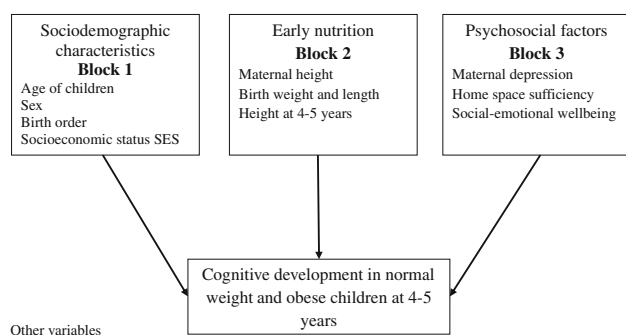 Sociodemographic
characteristics
Block 1
Age of children
Sex
Birth order
Socioeconomic status SES
Early nutrition
Block 2
Maternal height
Birth weight and length
Height at 4-5 years
Psychosocial factors
Block 3
Maternal depression
Home space sufficiency
Social-emotional wellbeing
Cognitive development in normal
weight and obese children at 4-5
years
Other variables